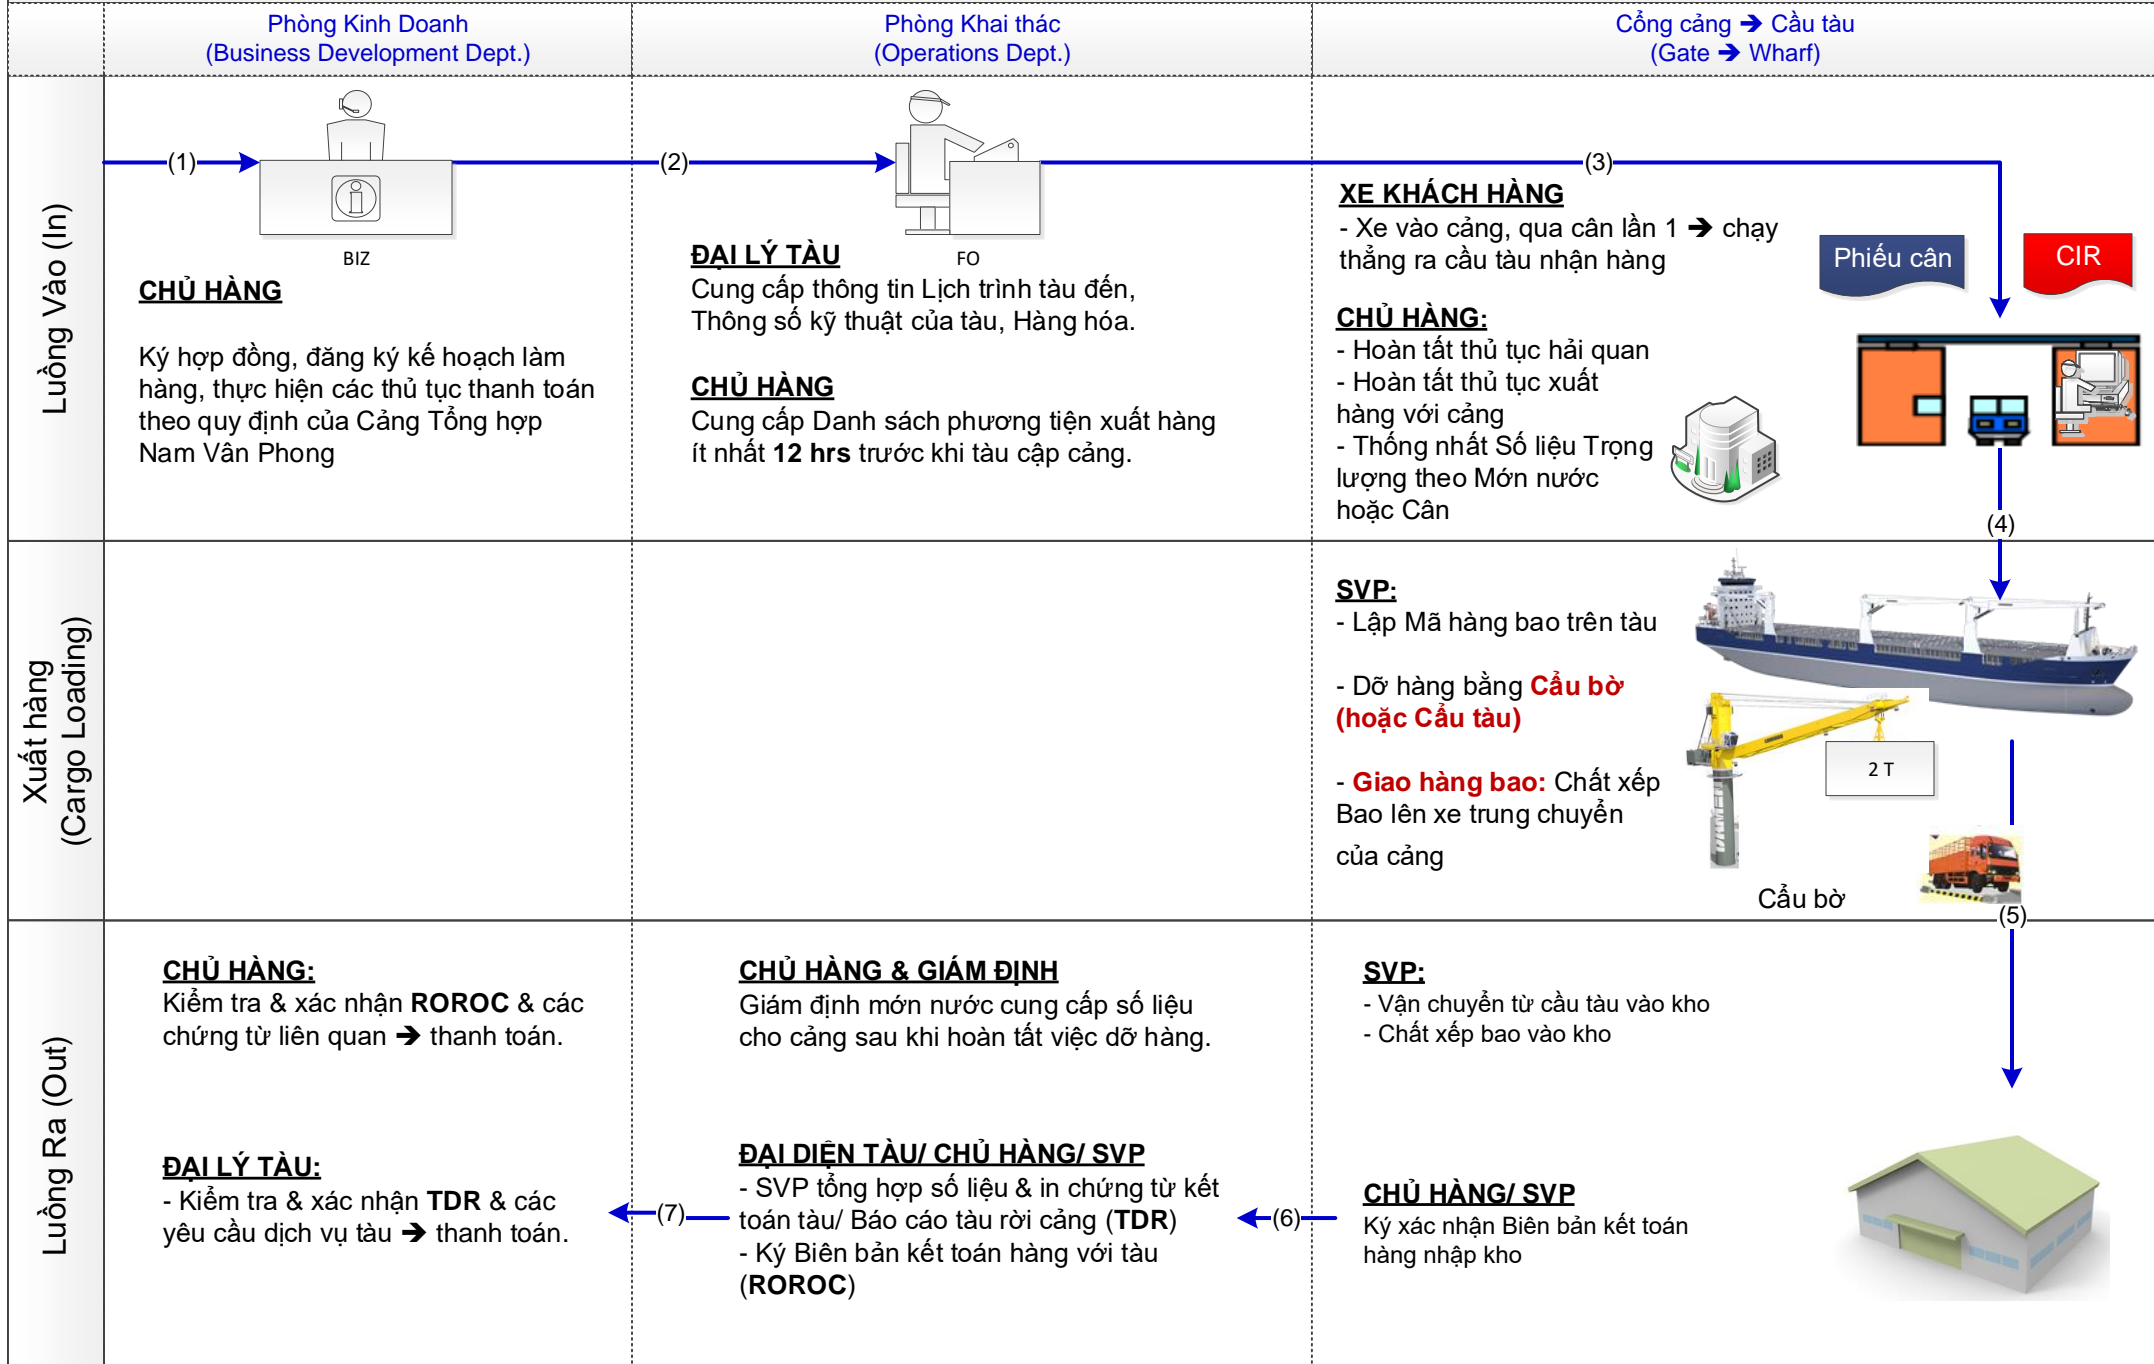 Phòng Kinh Doanh
(Business Development Dept.)
Phòng Khai thác
(Operations Dept.)
Cổng cảng ➔ Cầu tàu
(Gate ➔ Wharf)
Luồng Vào (In)
(1)
BIZ
CHỦ HÀNG
Ký hợp đồng, đăng ký kế hoạch làm
hàng, thực hiện các thủ tục thanh toán
theo quy định của Cảng Tổng hợp
Nam Vân Phong
(2)
FO
ĐẠI LÝ TÀU
Cung cấp thông tin Lịch trình tàu đến,
Thông số kỹ thuật của tàu, Hàng hóa.
CHỦ HÀNG
Cung cấp Danh sách phương tiện xuất hàng
ít nhất 12 hrs trước khi tàu cập cảng.
(3)
XE KHÁCH HÀNG
- Xe vào cảng, qua cân lần 1 ➔ chạy
thẳng ra cầu tàu nhận hàng
Phiếu cân
CIR
CHỦ HÀNG:
- Hoàn tất thủ tục hải quan
- Hoàn tất thủ tục xuất
hàng với cảng
- Thống nhất Số liệu Trọng
lượng theo Mớn nước
hoặc Cân
(4)
Xuất hàng
(Cargo Loading)
SVP:
- Lập Mã hàng bao trên tàu
- Dỡ hàng bằng Cẩu bờ
(hoặc Cẩu tàu)
- Giao hàng bao: Chất xếp
Bao lên xe trung chuyển
của cảng
2 T
Cẩu bờ
(5)
Luồng Ra (Out)
CHỦ HÀNG:
Kiểm tra & xác nhận ROROC & các
chứng từ liên quan ➔ thanh toán.
ĐẠI LÝ TÀU:
- Kiểm tra & xác nhận TDR & các
yêu cầu dịch vụ tàu ➔ thanh toán.
(7)
CHỦ HÀNG & GIÁM ĐỊNH
Giám định mớn nước cung cấp số liệu
cho cảng sau khi hoàn tất việc dỡ hàng.
ĐẠI DIỆN TÀU/ CHỦ HÀNG/ SVP
- SVP tổng hợp số liệu & in chứng từ kết
toán tàu/ Báo cáo tàu rời cảng (TDR)
- Ký Biên bản kết toán hàng với tàu
(ROROC)
(6)
SVP:
- Vận chuyển từ cầu tàu vào kho
- Chất xếp bao vào kho
CHỦ HÀNG/ SVP
Ký xác nhận Biên bản kết toán
hàng nhập kho